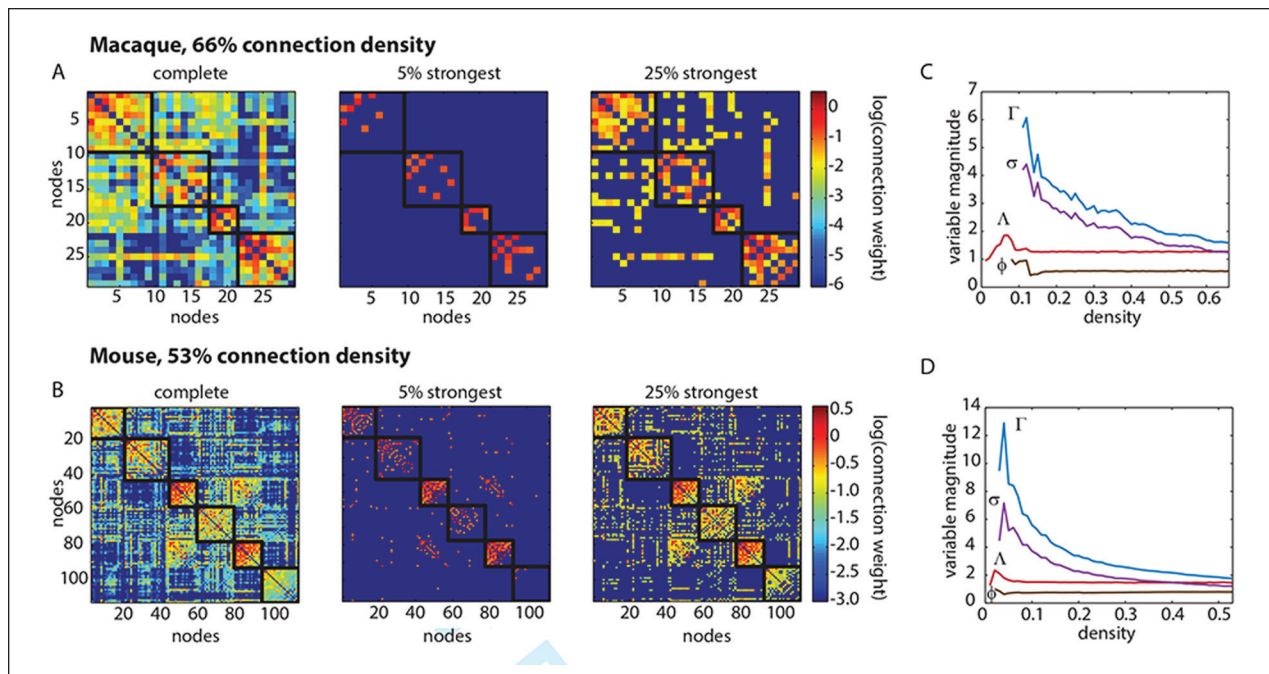 Macaque, 66% connection density
A
complete
5% strongest
25% strongest
C
nodes
5
10
15
20
25
5 10 15 20 25
nodes
5 10 15 20 25
nodes
5 10 15 20 25
nodes
0
-1
-2
-3
-4
-5
-6
log(connection weight)
variable magnitude
7
6
5
4
3
2
1
0
Γ
σ
Λ
ϕ
0 0.1 0.2 0.3 0.4 0.5 0.6
density
Mouse, 53% connection density
B
complete
5% strongest
25% strongest
D
nodes
20
40
60
80
100
20 40 60 80 100
nodes
20 40 60 80 100
nodes
20 40 60 80 100
nodes
0.5
0
-0.5
-1.0
-1.5
-2.0
-2.5
-3.0
log(connection weight)
variable magnitude
14
12
10
8
6
4
2
0
Γ
σ
Λ
ϕ
0 0.1 0.2 0.3 0.4 0.5
density